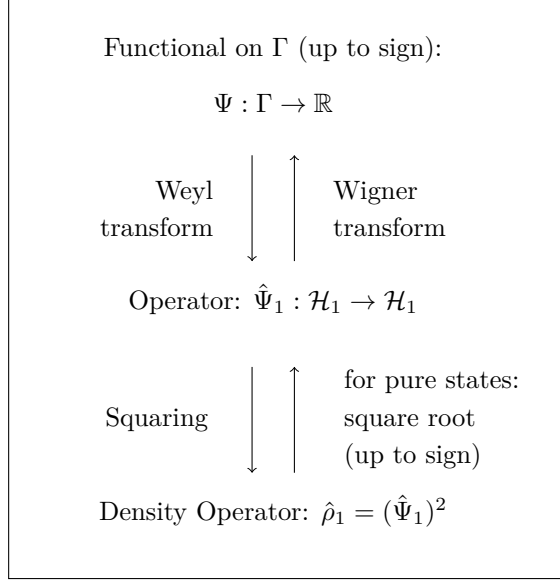 Functional on Γ (up to sign):
Ψ : Γ → ℝ
Weyl
transform
Wigner
transform
Operator: Ψ̂₁ : ℋ₁ → ℋ₁
Squaring
for pure states:
square root
(up to sign)
Density Operator: ρ̂₁ = (Ψ̂₁)²